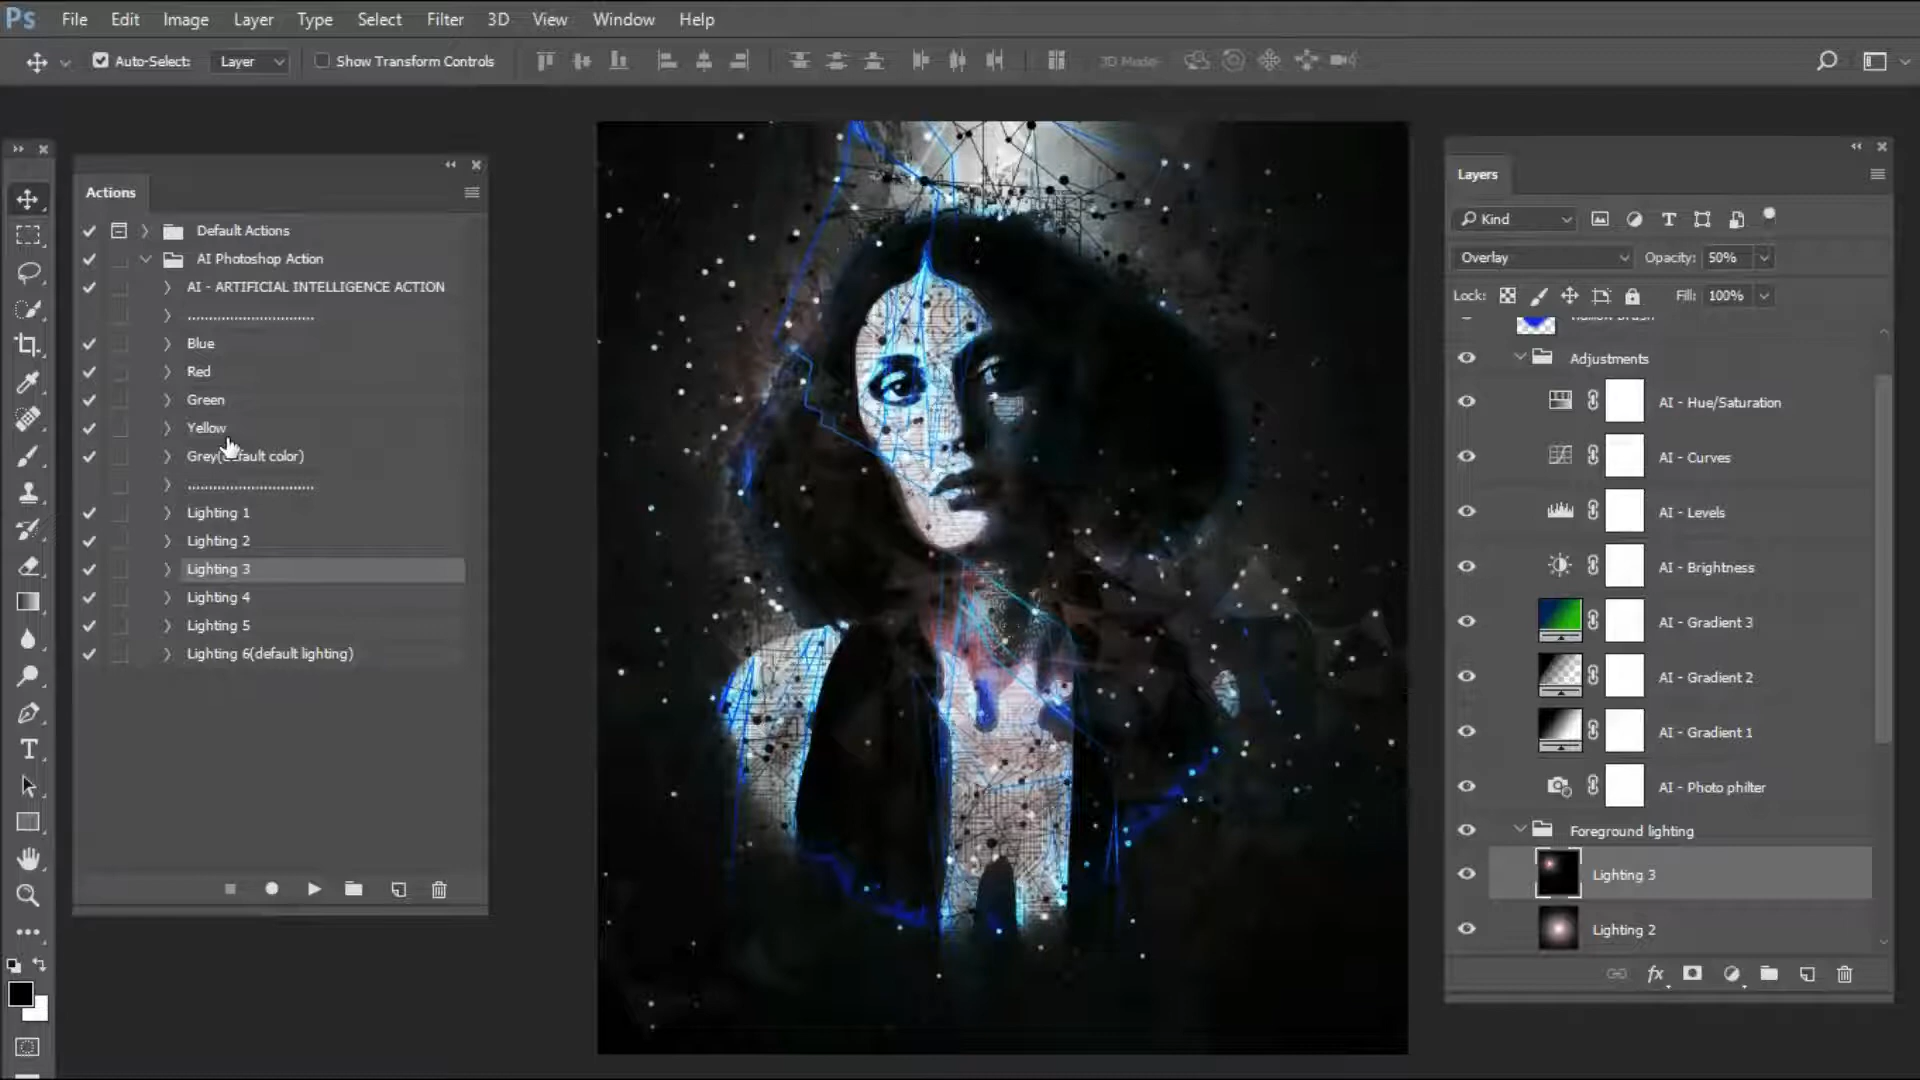 Ps File Edit Image Layer Type Select Filter 3D View Window Help
Auto-Select: Layer Show Transform Controls 3D Mode:
Actions
Default Actions
AI Photoshop Action
AI - ARTIFICIAL INTELLIGENCE ACTION
..............................
Blue
Red
Green
Yellow
Grey(default color)
..............................
Lighting 1
Lighting 2
Lighting 3
Lighting 4
Lighting 5
Lighting 6(default lighting)
Layers
Kind
Overlay Opacity: 50%
Lock: Fill: 100%
Adjustments
AI - Hue/Saturation
AI - Curves
AI - Levels
AI - Brightness
AI - Gradient 3
AI - Gradient 2
AI - Gradient 1
AI - Photo philter
Foreground lighting
Lighting 3
Lighting 2